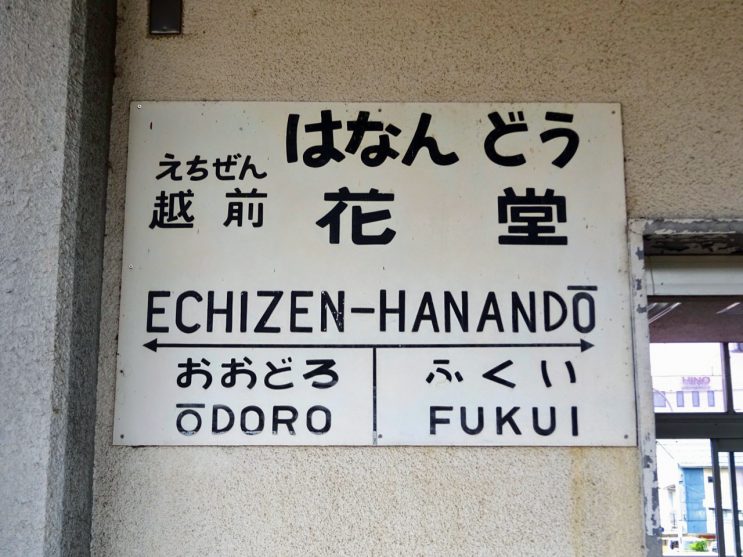 えちぜん はなんどう
越前 花堂
ECHIZEN-HANANDŌ
おおどろ ふくい
ŌDORO FUKUI
HINO